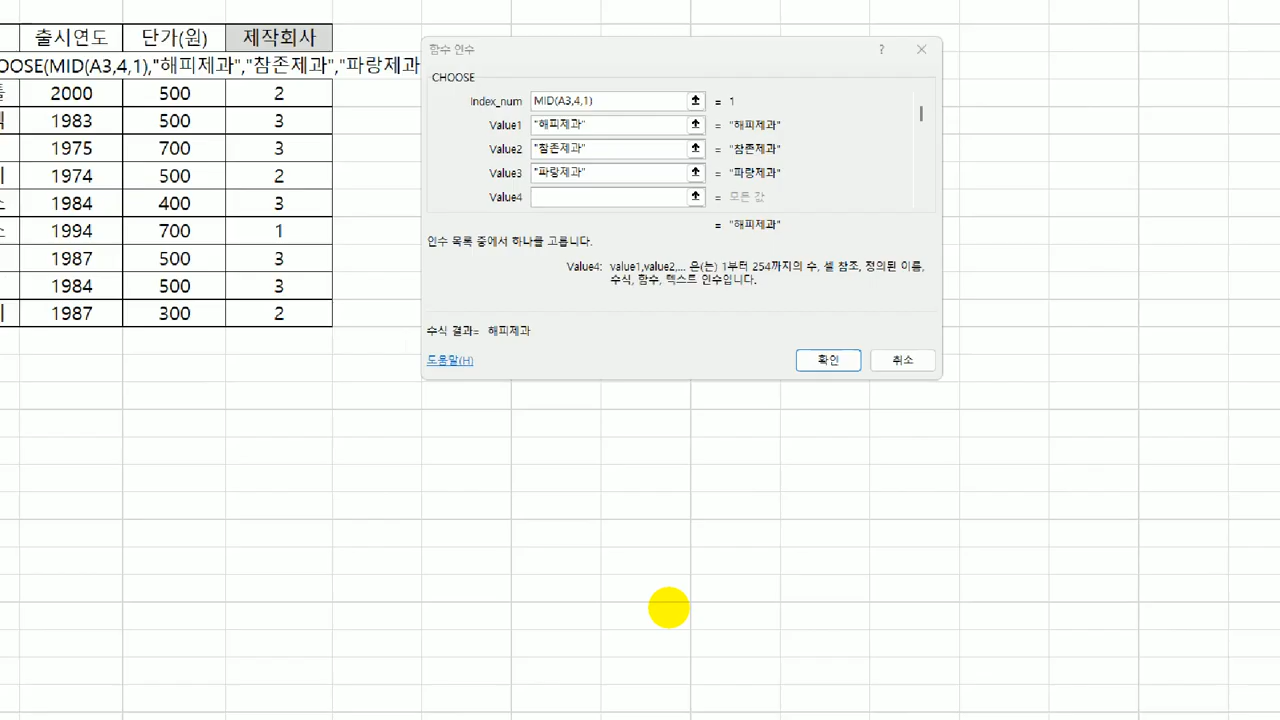 출시연도 단가(원) 제작회사
OOSE(MID(A3,4,1),"해피제과","참존제과","파랑제과
2000 500 2
1983 500 3
1975 700 3
1974 500 2
1984 400 3
1994 700 1
1987 500 3
1984 500 3
1987 300 2
함수 인수 ?
CHOOSE
Index_num MID(A3,4,1) = 1
Value1 "해피제과" = "해피제과"
Value2 "참존제과" = "참존제과"
Value3 "파랑제과" = "파랑제과"
Value4 = 모든 값
= "해피제과"
인수 목록 중에서 하나를 고릅니다.
Value4: value1,value2,... 은(는) 1부터 254까지의 수, 셀 참조, 정의된 이름,
수식, 함수, 텍스트 인수입니다.
수식 결과= 해피제과
도움말(H) 확인 취소